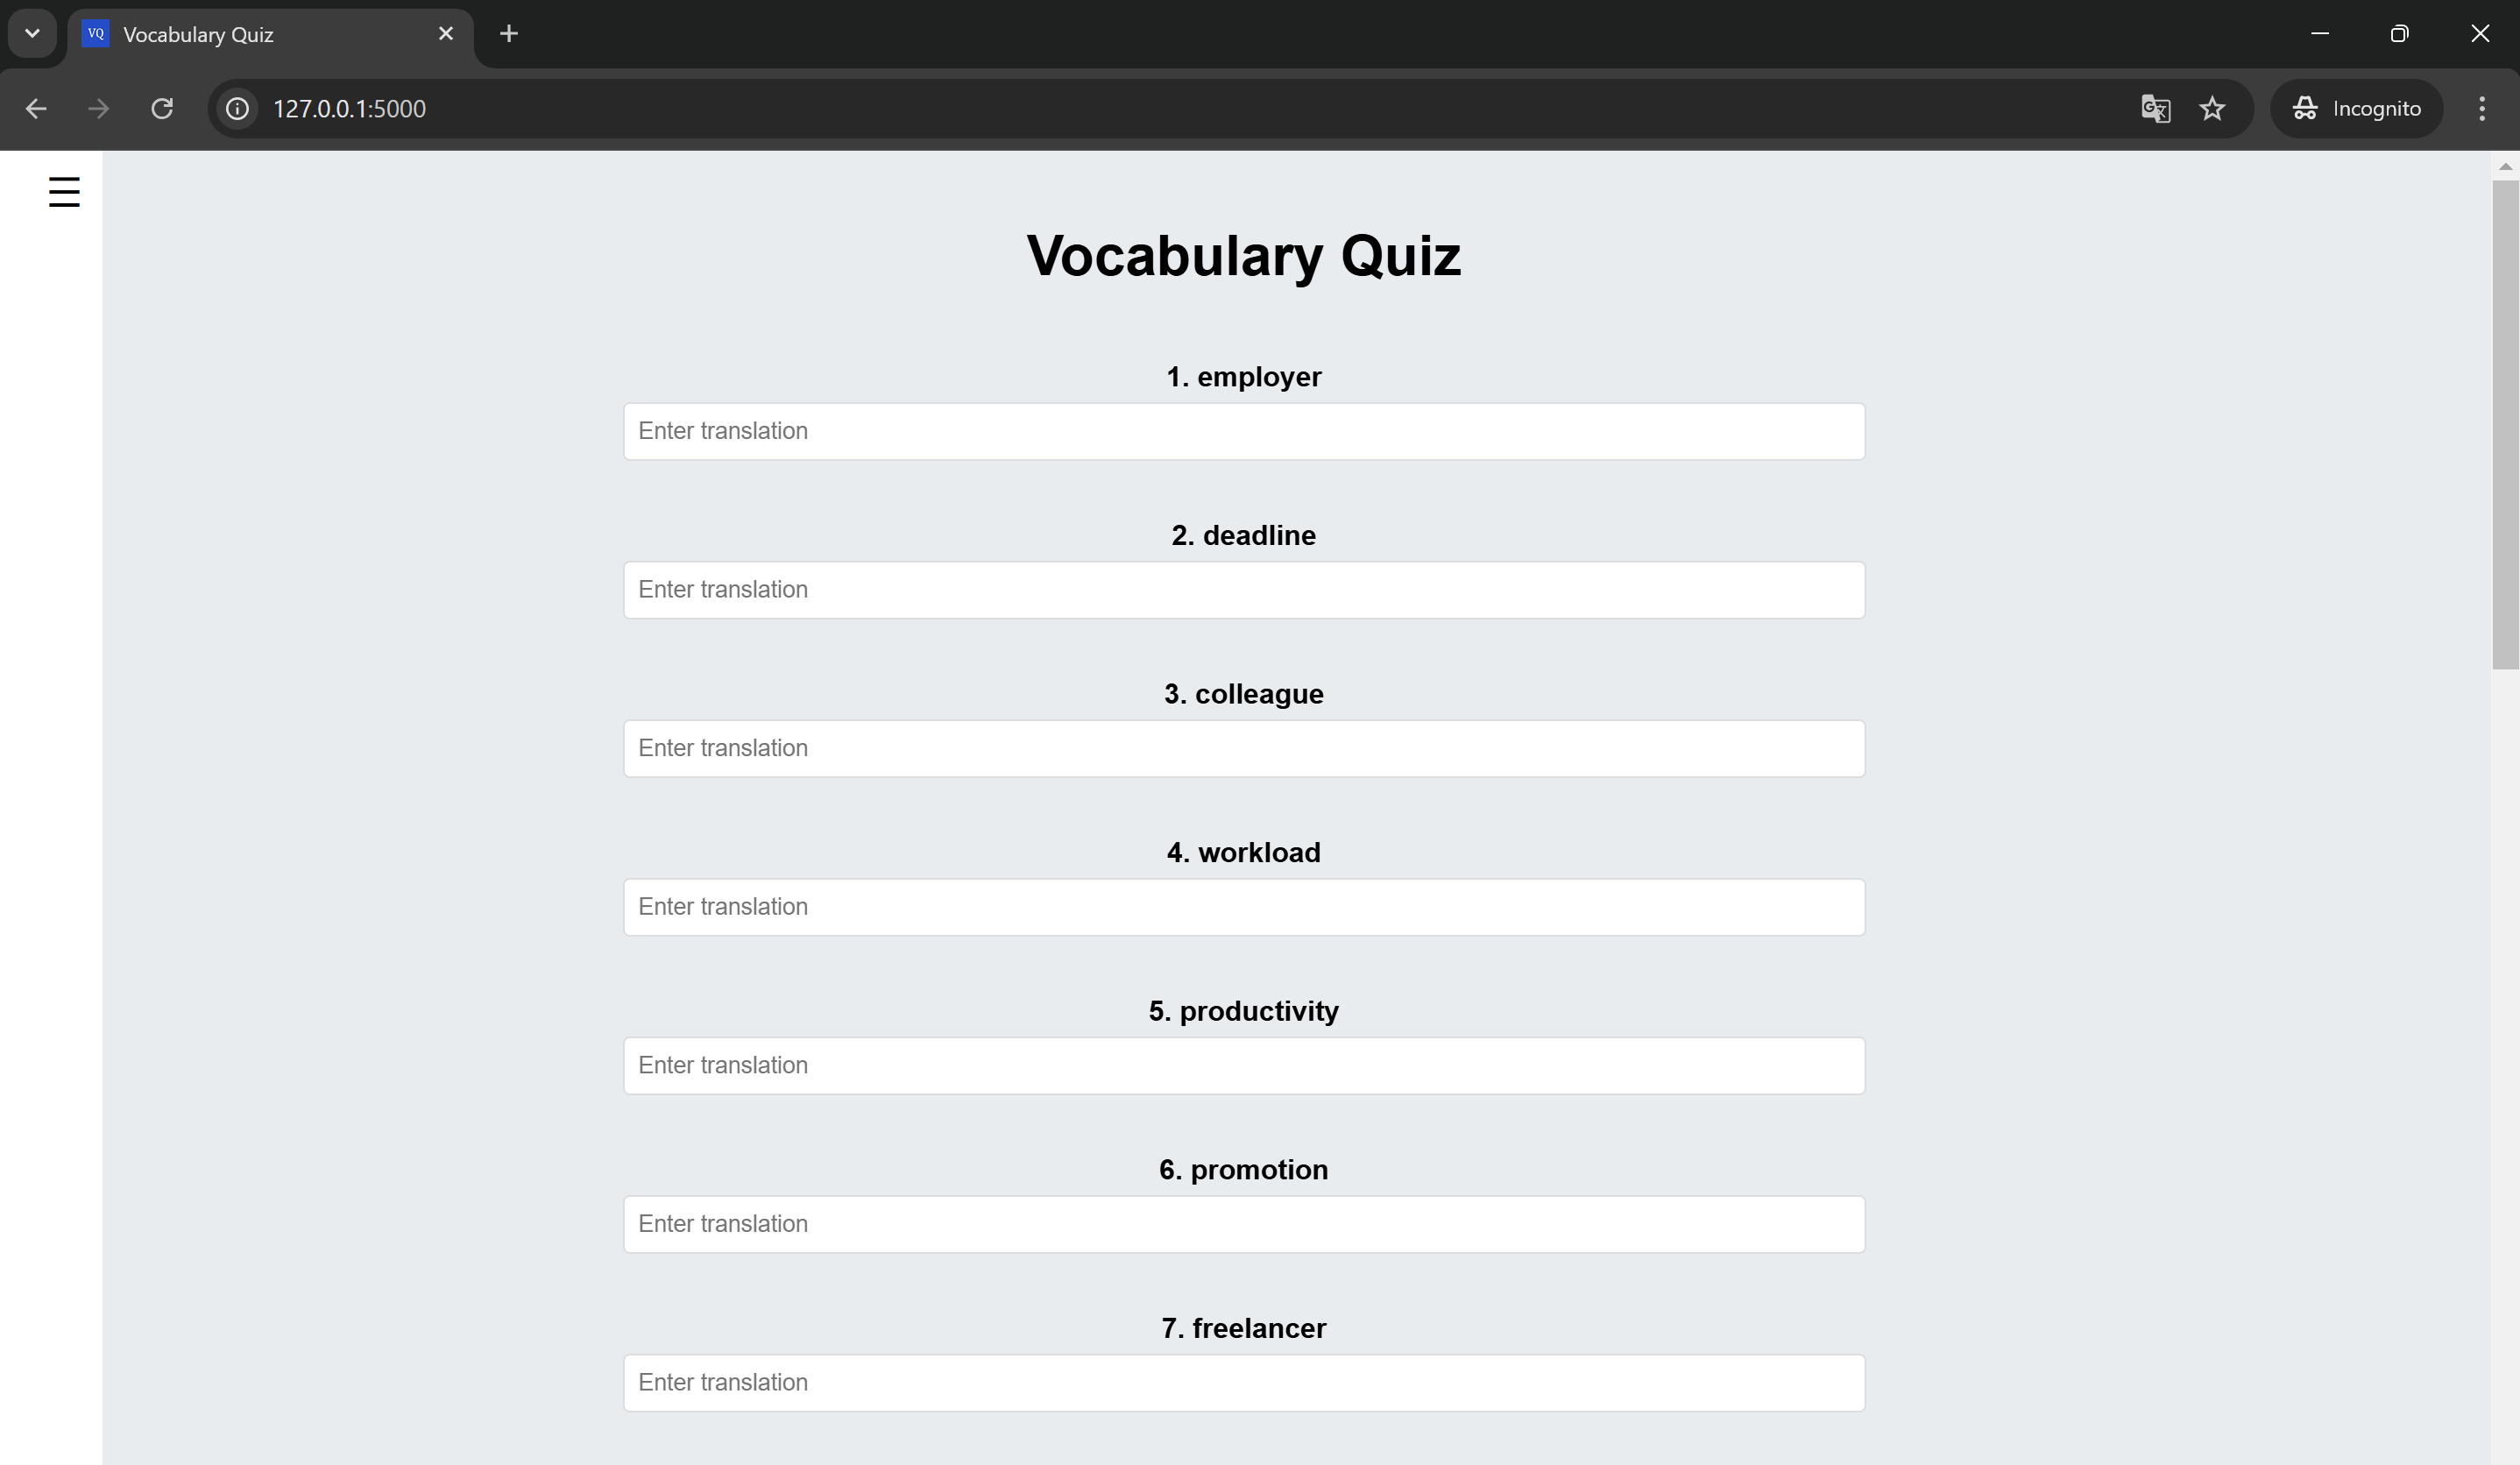 VQ Vocabulary Quiz
127.0.0.1:5000
Incognito
Vocabulary Quiz
1. employer
Enter translation
2. deadline
Enter translation
3. colleague
Enter translation
4. workload
Enter translation
5. productivity
Enter translation
6. promotion
Enter translation
7. freelancer
Enter translation